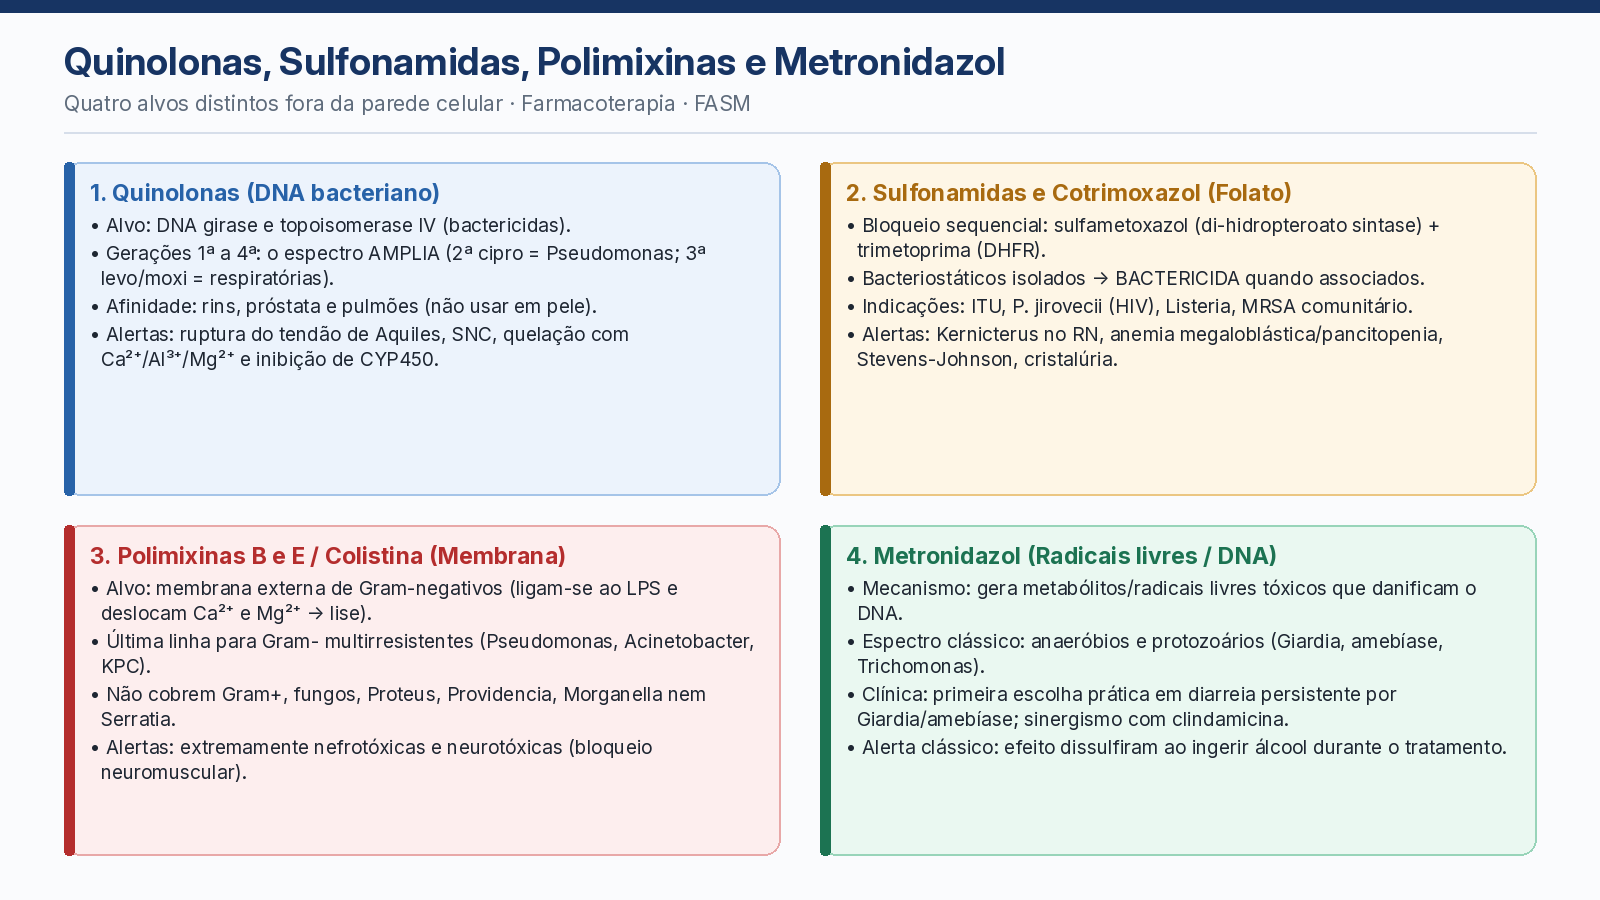 Quinolonas, Sulfonamidas, Polimixinas e Metronidazol
Quatro alvos distintos fora da parede celular · Farmacoterapia · FASM
1. Quinolonas (DNA bacteriano)
• Alvo: DNA girase e topoisomerase IV (bactericidas).
• Gerações 1ª a 4ª: o espectro AMPLIA (2ª cipro = Pseudomonas; 3ª
levo/moxi = respiratórias).
• Afinidade: rins, próstata e pulmões (não usar em pele).
• Alertas: ruptura do tendão de Aquiles, SNC, quelação com
Ca²⁺/Al³⁺/Mg²⁺ e inibição de CYP450.
2. Sulfonamidas e Cotrimoxazol (Folato)
• Bloqueio sequencial: sulfametoxazol (di-hidropteroato sintase) +
trimetoprima (DHFR).
• Bacteriostáticos isolados → BACTERICIDA quando associados.
• Indicações: ITU, P. jirovecii (HIV), Listeria, MRSA comunitário.
• Alertas: Kernicterus no RN, anemia megaloblástica/pancitopenia,
Stevens-Johnson, cristalúria.
3. Polimixinas B e E / Colistina (Membrana)
• Alvo: membrana externa de Gram-negativos (ligam-se ao LPS e
deslocam Ca²⁺ e Mg²⁺ → lise).
• Última linha para Gram- multirresistentes (Pseudomonas, Acinetobacter,
KPC).
• Não cobrem Gram+, fungos, Proteus, Providencia, Morganella nem
Serratia.
• Alertas: extremamente nefrotóxicas e neurotóxicas (bloqueio
neuromuscular).
4. Metronidazol (Radicais livres / DNA)
• Mecanismo: gera metabólitos/radicais livres tóxicos que danificam o
DNA.
• Espectro clássico: anaeróbios e protozoários (Giardia, amebíase,
Trichomonas).
• Clínica: primeira escolha prática em diarreia persistente por
Giardia/amebíase; sinergismo com clindamicina.
• Alerta clássico: efeito dissulfiram ao ingerir álcool durante o tratamento.